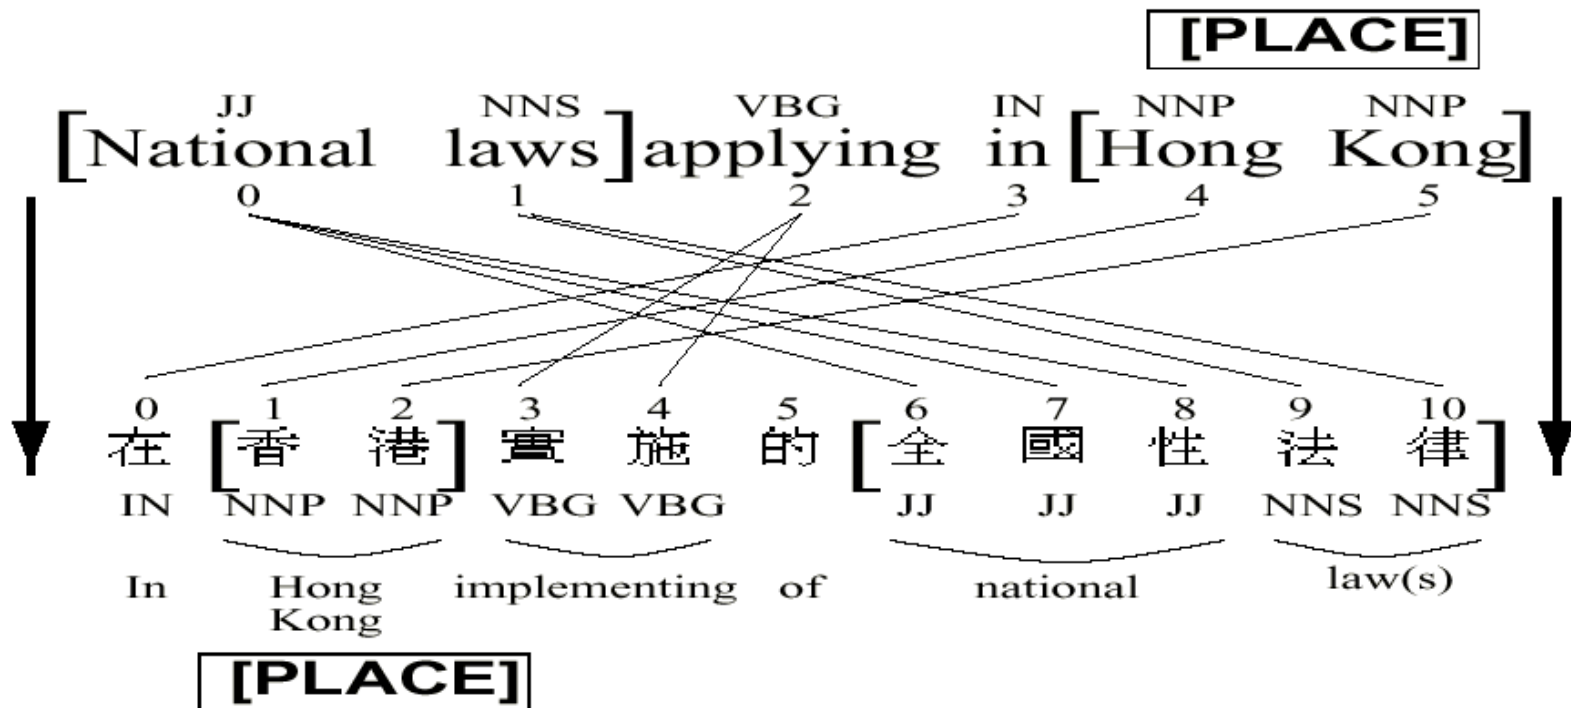 [PLACE]
JJ NNS VBG IN NNP NNP
[National laws] applying in [Hong Kong]
0 1 2 3 4 5
0 1 2 3 4 5 6 7 8 9 10
在 [香 港] 實 施 的 [全 國 性 法 律]
IN NNP NNP VBG VBG JJ JJ JJ NNS NNS
In Hong implementing of national law(s)
Kong
[PLACE]